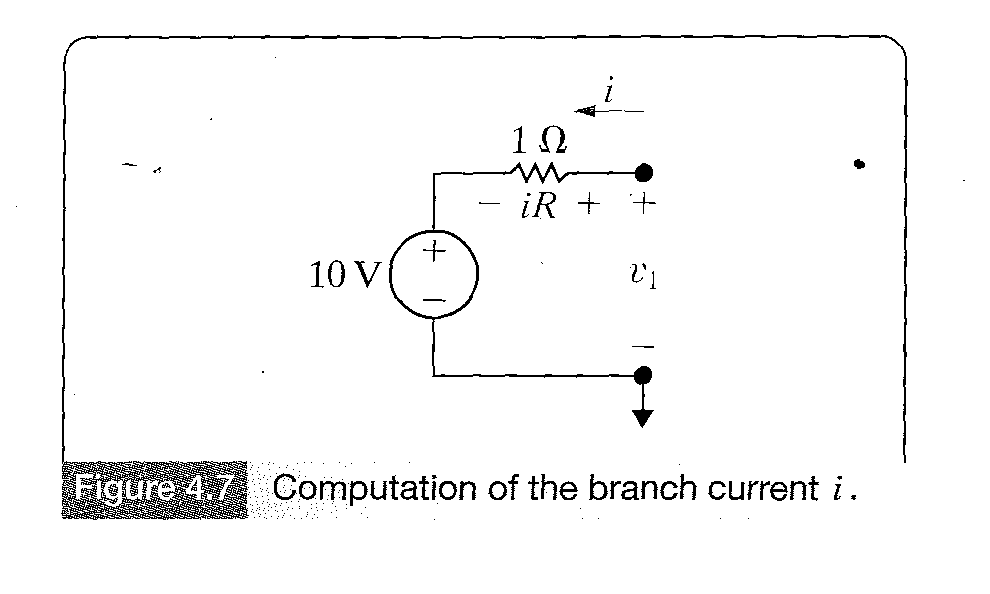 i
1 Ω
− iR + +
+
10 V
v₁
−
−
Figure 4.7 Computation of the branch current i.